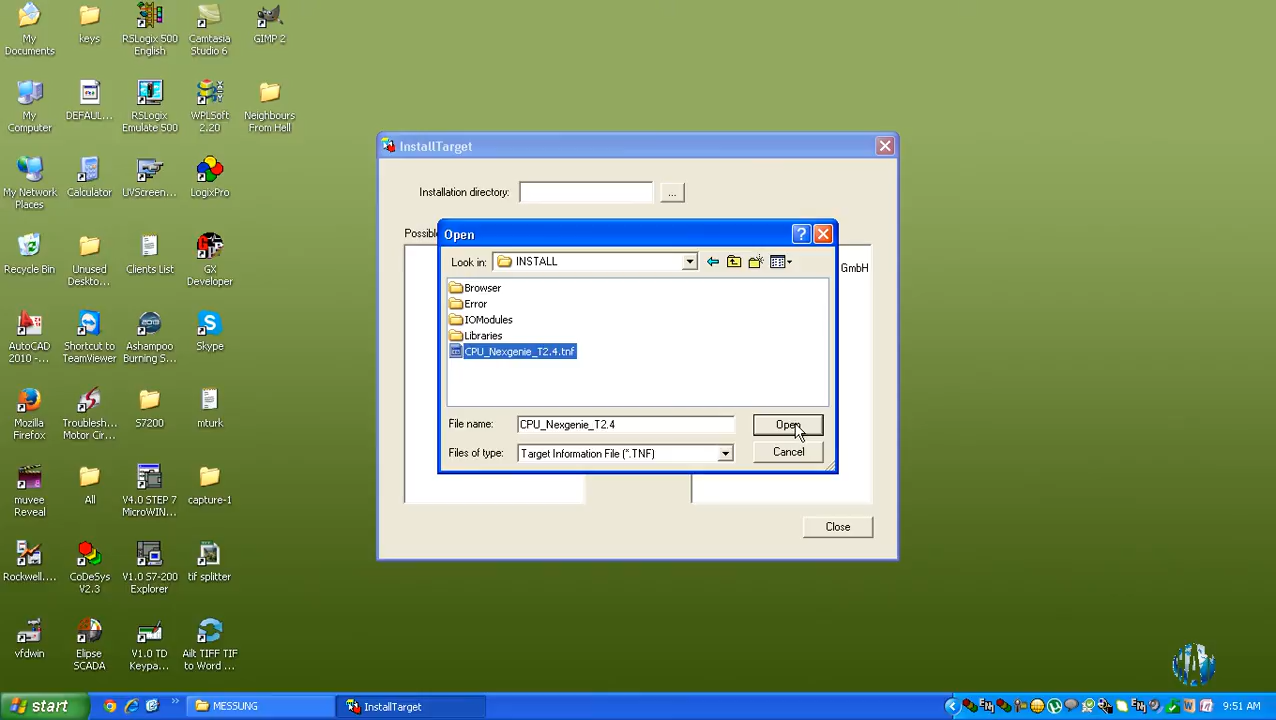 My Documents
keys
RSLogix 500 English
Camtasia Studio 6
GIMP 2
My Computer
DEFAUL...
RSLogix Emulate 500
WPLSoft 2.20
Neighbours From Hell
My Network Places
Calculator
UVScreen...
LogixPro
Recycle Bin
Unused Deskto...
Clients List
GX Developer
AutoCAD 2010 -...
Shortcut to TeamViewer
Ashampoo Burning S...
Skype
Mozilla Firefox
Troublesh... Motor Cir...
S7200
mturk
muvee Reveal
All
V4.0 STEP 7 MicroWIN...
capture-1
Rockwell....
CoDeSys V2.3
V1.0 S7-200 Explorer
tif splitter
vfdwin
Elipse SCADA
V1.0 TD Keypa...
Ailt TIFF TIF to Word ...
InstallTarget
Installation directory:
...
Possible
GmbH
Open
Look in:
INSTALL
Browser
Error
IOModules
Libraries
CPU_Nexgenie_T2.4.tnf
File name:
CPU_Nexgenie_T2.4
Open
Files of type:
Target Information File (*.TNF)
Cancel
Close
start
MESSUNG
InstallTarget
9:51 AM